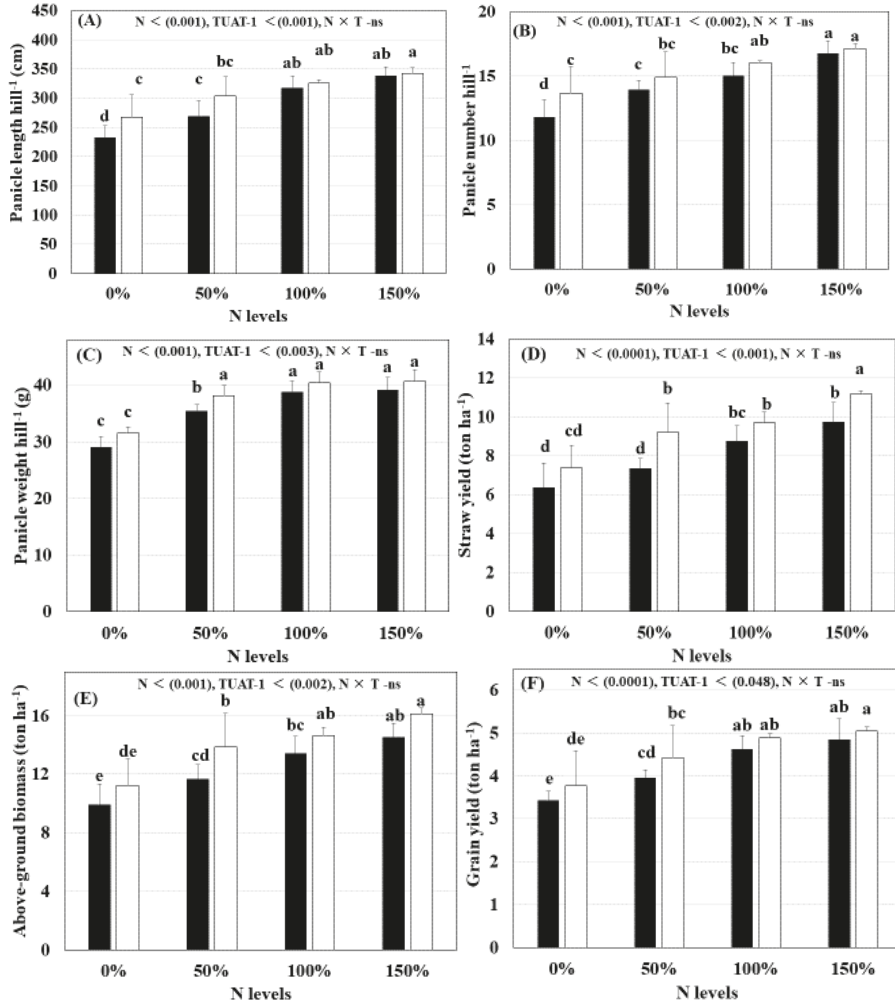 (A)
N < (0.001), TUAT-1 < (0.001), N × T -ns
Panicle length hill⁻¹ (cm)
450
400
350
300
250
200
150
100
50
0
d c c bc ab ab ab a
0% 50% 100% 150%
N levels
(B)
N < (0.001), TUAT-1 < (0.002), N × T -ns
Panicle number hill⁻¹
20
15
10
5
0
d c c bc bc ab a a
0% 50% 100% 150%
N levels
(C)
N < (0.001), TUAT-1 < (0.003), N × T -ns
Panicle weight hill⁻¹ (g)
40
30
20
10
0
c c b a a a a a
0% 50% 100% 150%
N levels
(D)
N < (0.0001), TUAT-1 < (0.001), N × T -ns
Straw yield (ton ha⁻¹)
14
12
10
8
6
4
2
0
d cd d b bc b b a
0% 50% 100% 150%
N levels
(E)
N < (0.001), TUAT-1 < (0.002), N × T -ns
Above-ground biomass (ton ha⁻¹)
16
12
8
4
0
e de cd b bc ab ab a
0% 50% 100% 150%
N levels
(F)
N < (0.0001), TUAT-1 < (0.048), N × T -ns
Grain yield (ton ha⁻¹)
6
5
4
3
2
1
0
e de cd bc ab ab ab a
0% 50% 100% 150%
N levels